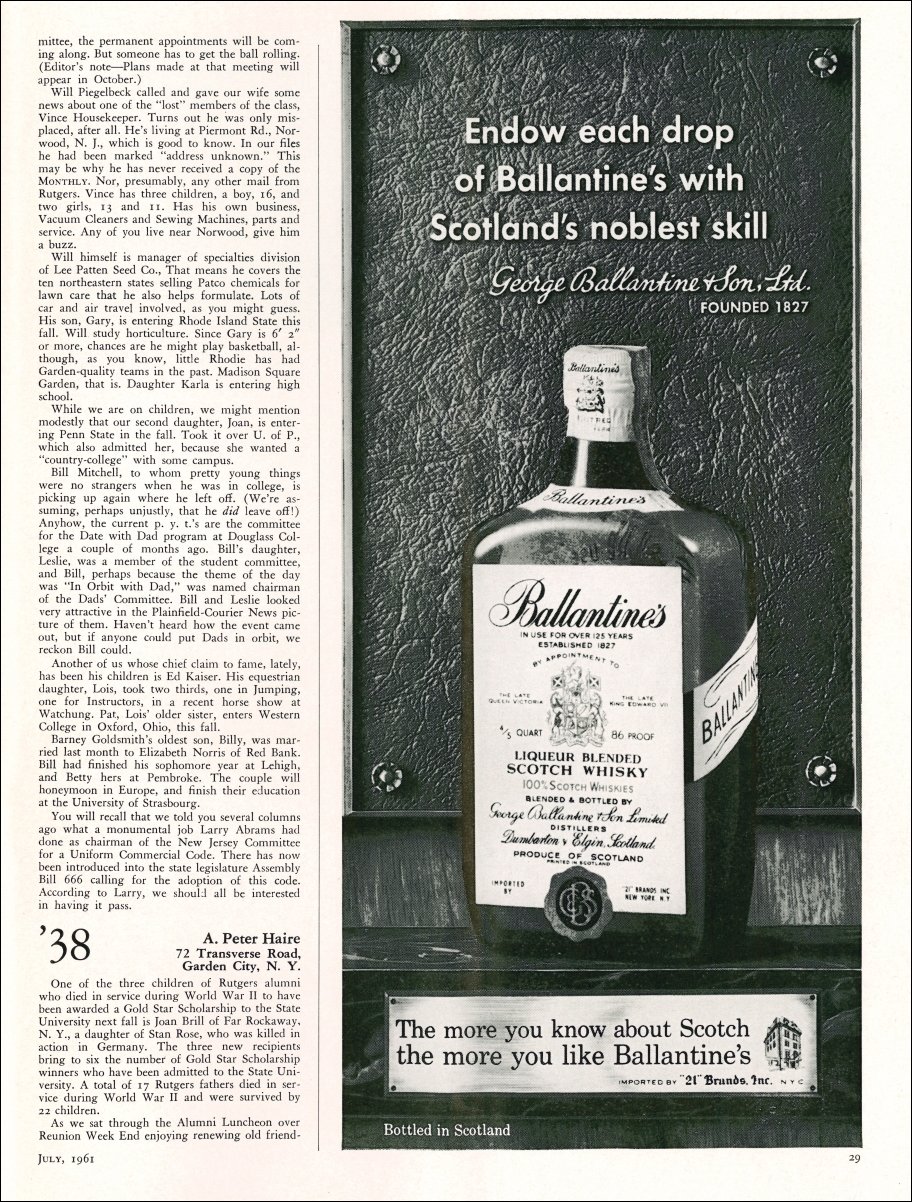 mittee, the permanent appointments will be com-
ing along. But someone has to get the ball rolling.
(Editor's note—Plans made at that meeting will
appear in October.)
Will Piegelbeck called and gave our wife some
news about one of the "lost" members of the class,
Vince Housekeeper. Turns out he was only mis-
placed, after all. He's living at Piermont Rd., Nor-
wood, N. J., which is good to know. In our files
he had been marked "address unknown." This
may be why he has never received a copy of the
MONTHLY. Nor, presumably, any other mail from
Rutgers. Vince has three children, a boy, 16, and
two girls, 13 and 11. Has his own business,
Vacuum Cleaners and Sewing Machines, parts and
service. Any of you live near Norwood, give him
a buzz.
Will himself is manager of specialties division
of Lee Patten Seed Co., That means he covers the
ten northeastern states selling Patco chemicals for
lawn care that he also helps formulate. Lots of
car and air travel involved, as you might guess.
His son, Gary, is entering Rhode Island State this
fall. Will study horticulture. Since Gary is 6' 2"
or more, chances are he might play basketball, al-
though, as you know, little Rhodie has had
Garden-quality teams in the past. Madison Square
Garden, that is. Daughter Karla is entering high
school.
While we are on children, we might mention
modestly that our second daughter, Joan, is enter-
ing Penn State in the fall. Took it over U. of P.,
which also admitted her, because she wanted a
"country-college" with some campus.
Bill Mitchell, to whom pretty young things
were no strangers when he was in college, is
picking up again where he left off. (We're as-
suming, perhaps unjustly, that he did leave off!)
Anyhow, the current p. y. t.'s are the committee
for the Date with Dad program at Douglass Col-
lege a couple of months ago. Bill's daughter,
Leslie, was a member of the student committee,
and Bill, perhaps because the theme of the day
was "In Orbit with Dad," was named chairman
of the Dads' Committee. Bill and Leslie looked
very attractive in the Plainfield-Courier News pic-
ture of them. Haven't heard how the event came
out, but if anyone could put Dads in orbit, we
reckon Bill could.
Another of us whose chief claim to fame, lately,
has been his children is Ed Kaiser. His equestrian
daughter, Lois, took two thirds, one in Jumping,
one for Instructors, in a recent horse show at
Watchung. Pat, Lois' older sister, enters Western
College in Oxford, Ohio, this fall.
Barney Goldsmith's oldest son, Billy, was mar-
ried last month to Elizabeth Norris of Red Bank.
Bill had finished his sophomore year at Lehigh,
and Betty hers at Pembroke. The couple will
honeymoon in Europe, and finish their education
at the University of Strasbourg.
You will recall that we told you several columns
ago what a monumental job Larry Abrams had
done as chairman of the New Jersey Committee
for a Uniform Commercial Code. There has now
been introduced into the state legislature Assembly
Bill 666 calling for the adoption of this code.
According to Larry, we should all be interested
in having it pass.
'38
A. Peter Haire
72 Transverse Road,
Garden City, N. Y.
One of the three children of Rutgers alumni
who died in service during World War II to have
been awarded a Gold Star Scholarship to the State
University next fall is Joan Brill of Far Rockaway,
N. Y., a daughter of Stan Rose, who was killed in
action in Germany. The three new recipients
bring to six the number of Gold Star Scholarship
winners who have been admitted to the State Uni-
versity. A total of 17 Rutgers fathers died in ser-
vice during World War II and were survived by
22 children.
As we sat through the Alumni Luncheon over
Reunion Week End enjoying renewing old friend-
JULY, 1961
Endow each drop
of Ballantine's with
Scotland's noblest skill
George Ballantine & Son, Ltd.
FOUNDED 1827
Ballantine's
Ballantine's
Ballantine's
IN USE FOR OVER 125 YEARS
ESTABLISHED 1827
BY APPOINTMENT TO
THE LATE
QUEEN VICTORIA
THE LATE
KING EDWARD VII
4/5 QUART
86 PROOF
LIQUEUR BLENDED
SCOTCH WHISKY
100% SCOTCH WHISKIES
BLENDED & BOTTLED BY
George Ballantine & Son Limited
DISTILLERS
Dumbarton & Elgin, Scotland.
PRODUCE OF SCOTLAND
PRINTED IN SCOTLAND
IMPORTED
BY
"21" BRANDS INC
NEW YORK N.Y
BALLANTIN
The more you know about Scotch
the more you like Ballantine's
IMPORTED BY "21" Brands, Inc. N Y C
Bottled in Scotland
29